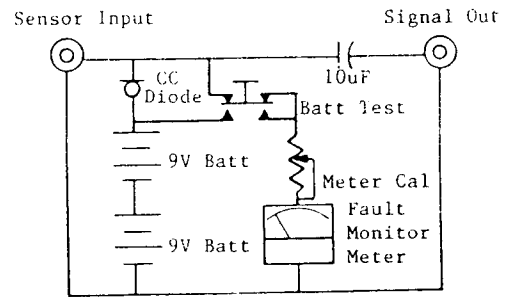 Sensor Input
Signal Out
CC
Diode
10uF
Batt Test
9V Batt
Meter Cal
Fault
Monitor
Meter
9V Batt